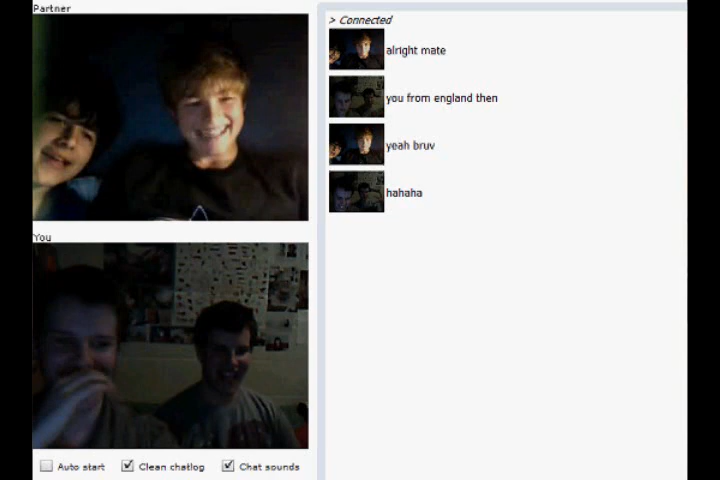 Partner
> Connected
alright mate
you from england then
yeah bruv
hahaha
You
Auto start
Clean chatlog
Chat sounds